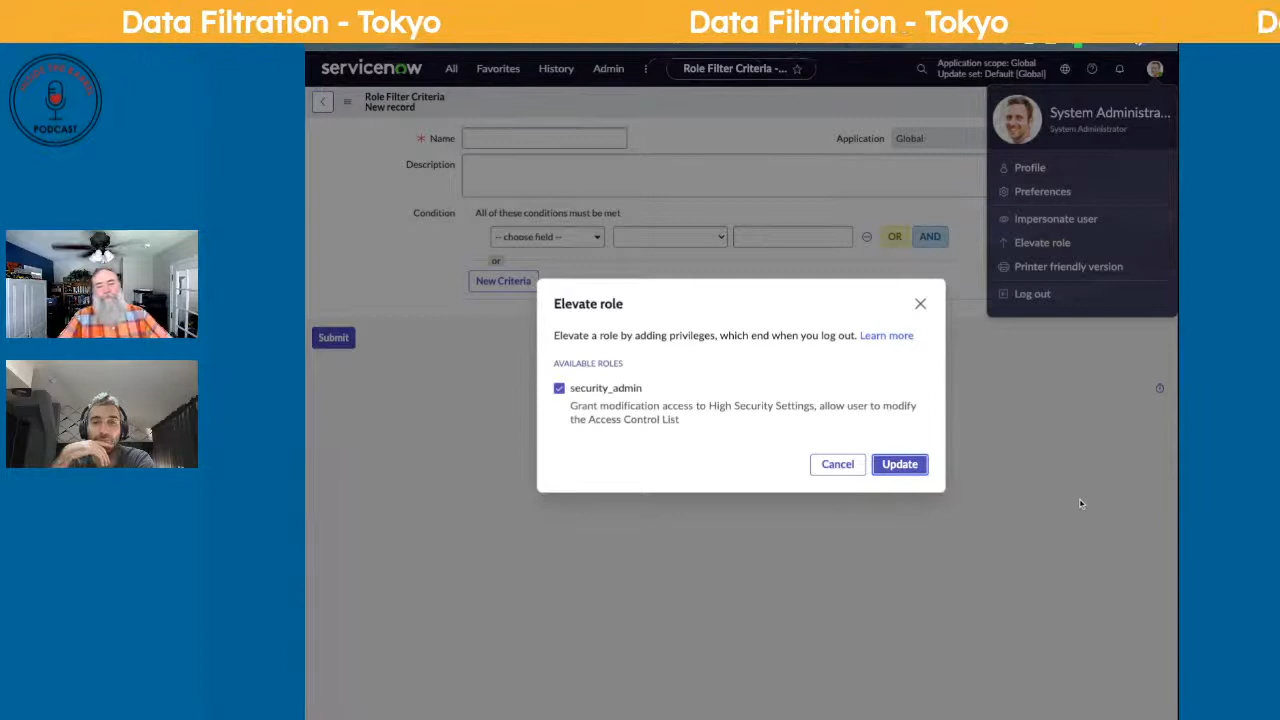 Data Filtration - Tokyo
Data Filtration - Tokyo
D
PODCAST
servicenow
All
Favorites
History
Admin
Role Filter Criteria -...
Application scope: Global
Update set: Default [Global]
Role Filter Criteria
New record
Name
Application
Global
Description
Condition
All of these conditions must be met
-- choose field --
OR
AND
or
New Criteria
Submit
System Administra...
System Administrator
Profile
Preferences
Impersonate user
Elevate role
Printer friendly version
Log out
Elevate role
Elevate a role by adding privileges, which end when you log out. Learn more
AVAILABLE ROLES
security_admin
Grant modification access to High Security Settings, allow user to modify
the Access Control List
Cancel
Update